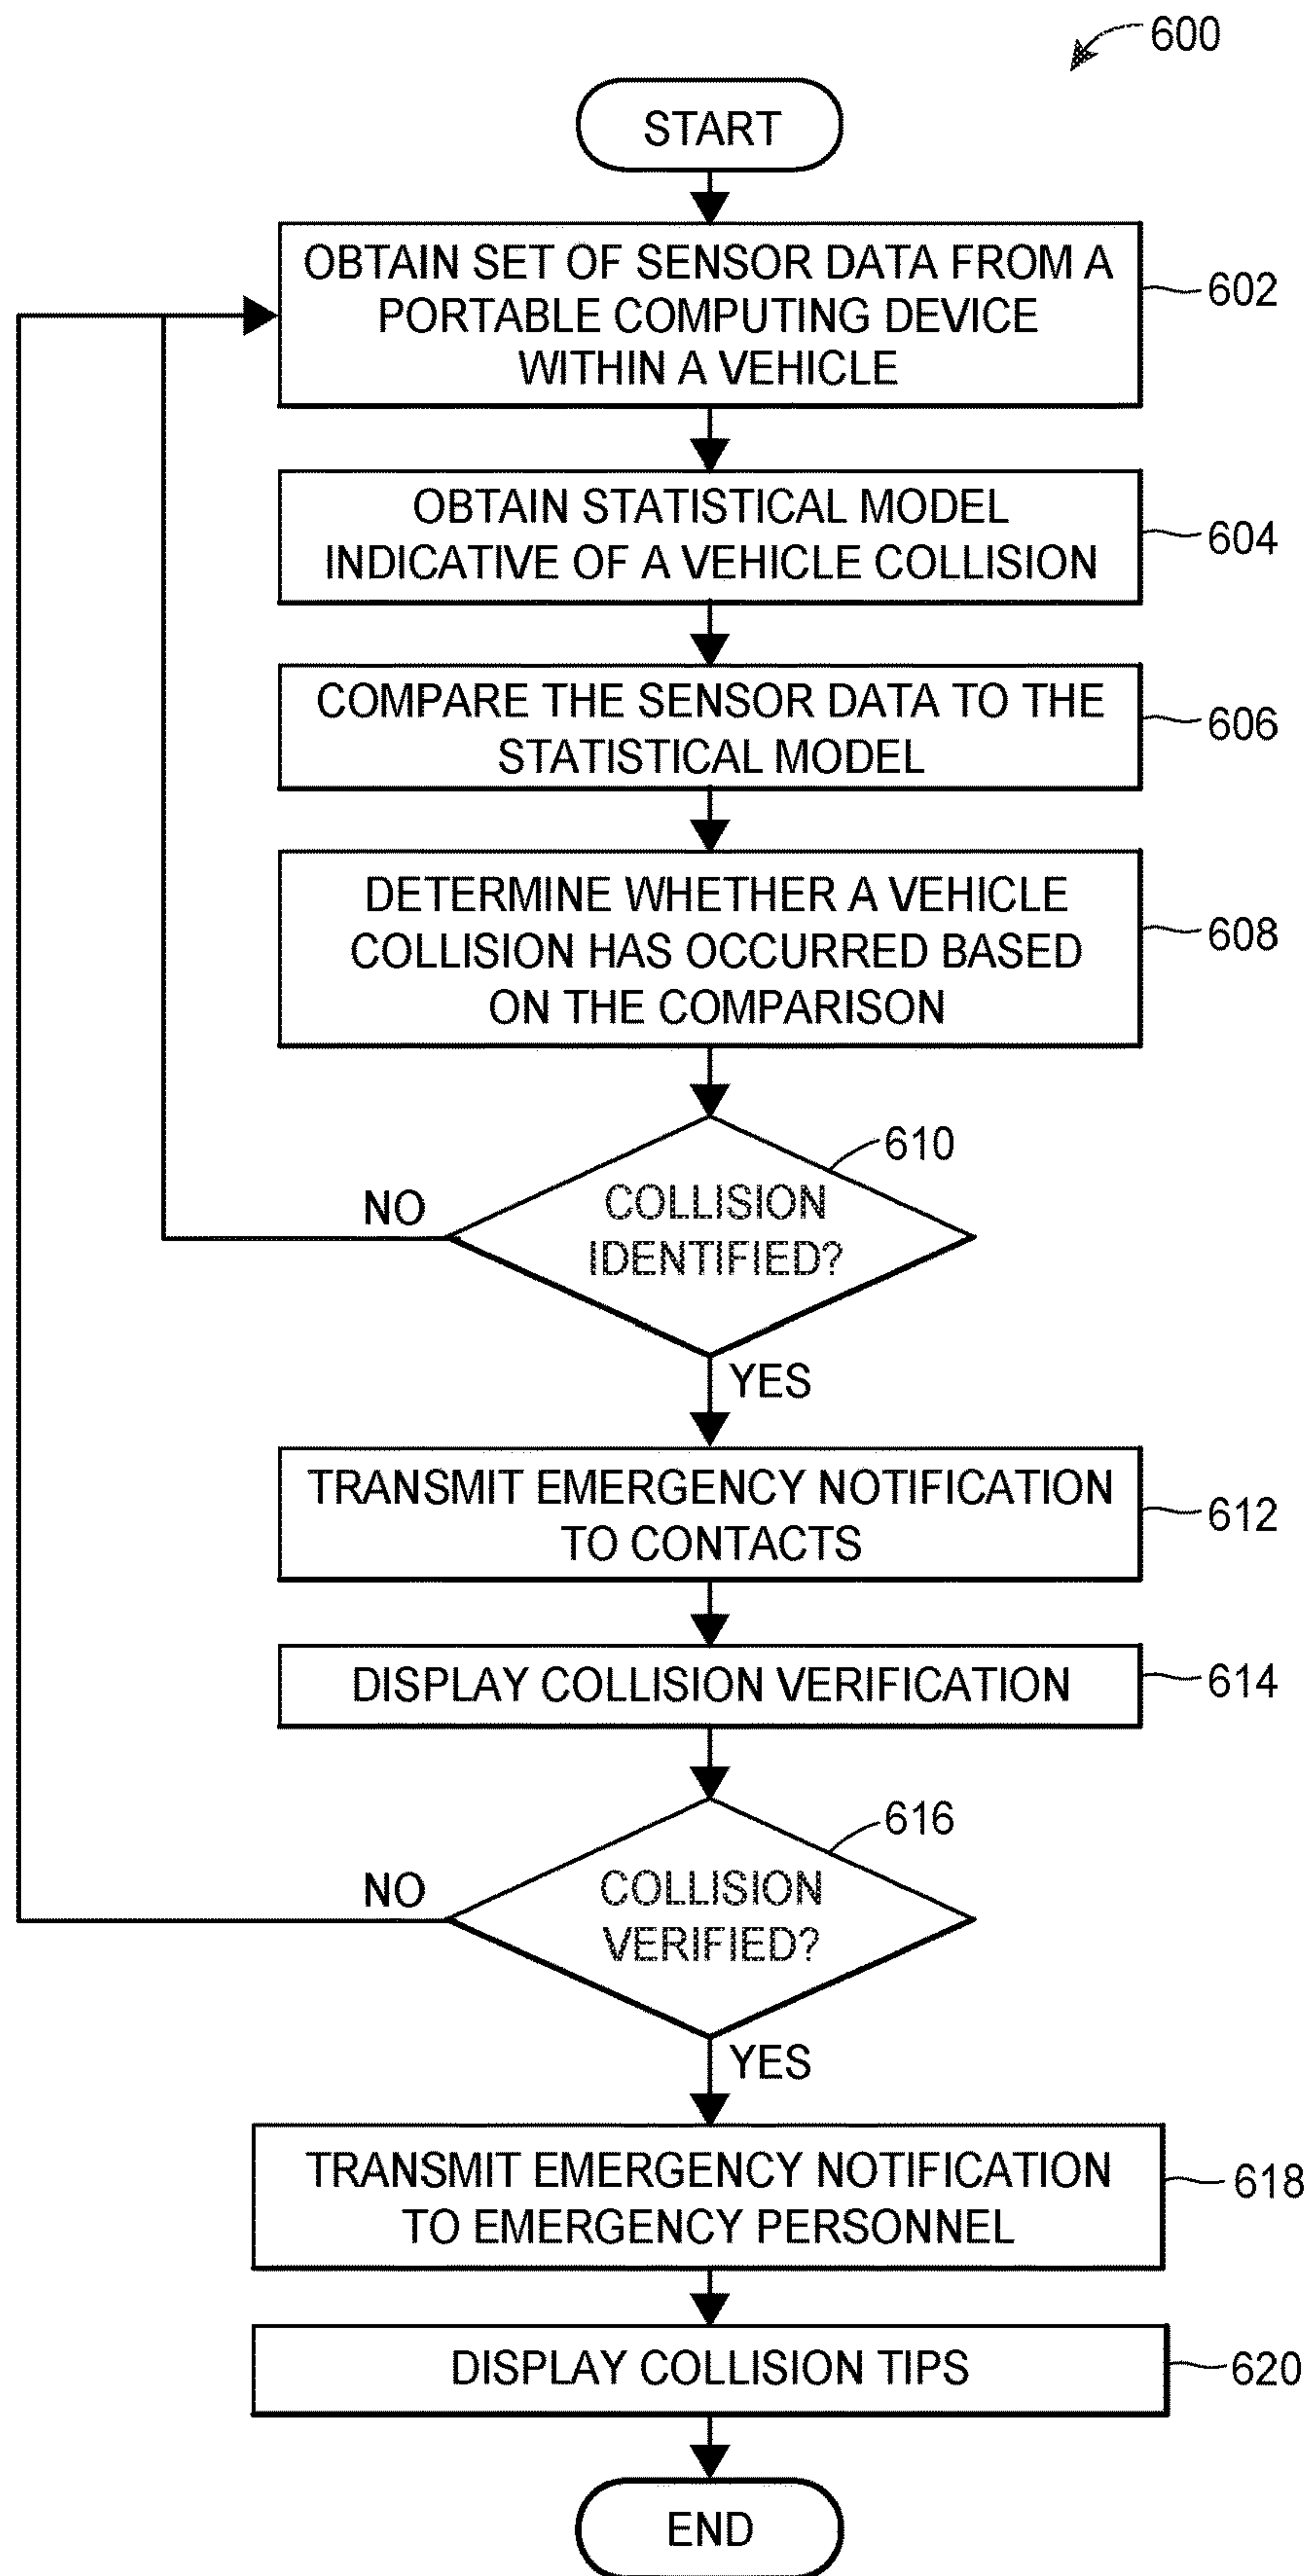 600
START
OBTAIN SET OF SENSOR DATA FROM A
PORTABLE COMPUTING DEVICE
WITHIN A VEHICLE
602
OBTAIN STATISTICAL MODEL
INDICATIVE OF A VEHICLE COLLISION
604
COMPARE THE SENSOR DATA TO THE
STATISTICAL MODEL
606
DETERMINE WHETHER A VEHICLE
COLLISION HAS OCCURRED BASED
ON THE COMPARISON
608
610
COLLISION
IDENTIFIED?
NO
YES
TRANSMIT EMERGENCY NOTIFICATION
TO CONTACTS
612
DISPLAY COLLISION VERIFICATION
614
616
COLLISION
VERIFIED?
NO
YES
TRANSMIT EMERGENCY NOTIFICATION
TO EMERGENCY PERSONNEL
618
DISPLAY COLLISION TIPS
620
END